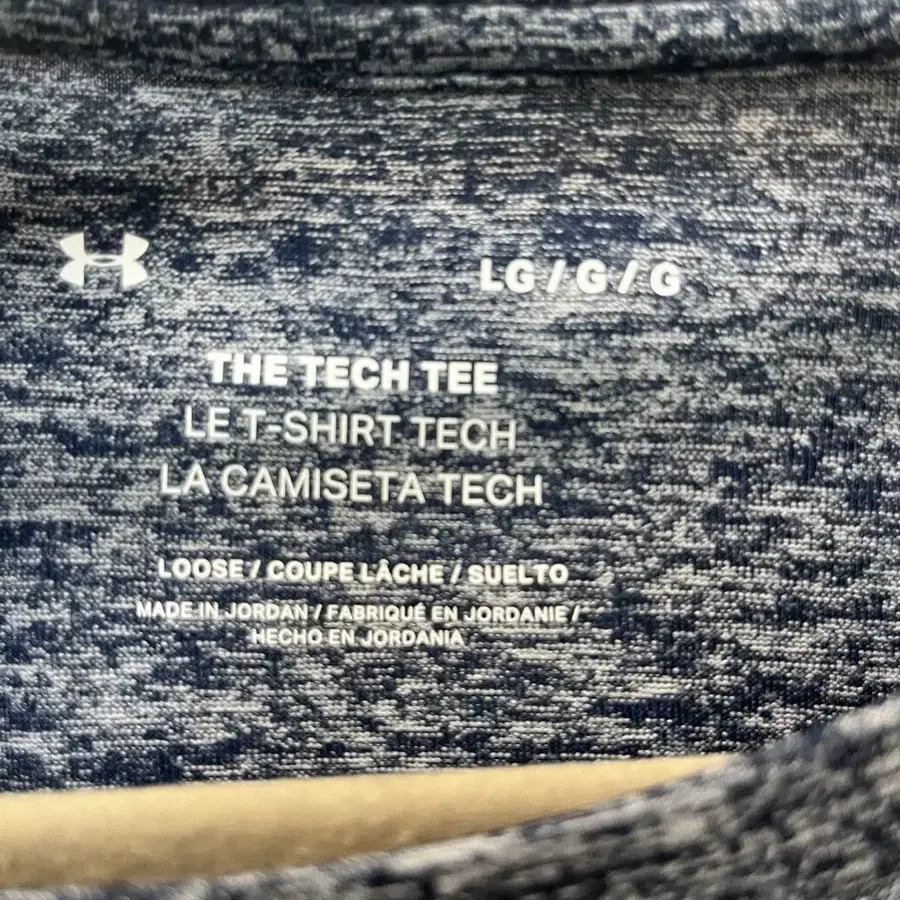 LG / G / G
THE TECH TEE
LE T-SHIRT TECH
LA CAMISETA TECH
LOOSE / COUPE LÂCHE / SUELTO
MADE IN JORDAN / FABRIQUÉ EN JORDANIE /
HECHO EN JORDANIA